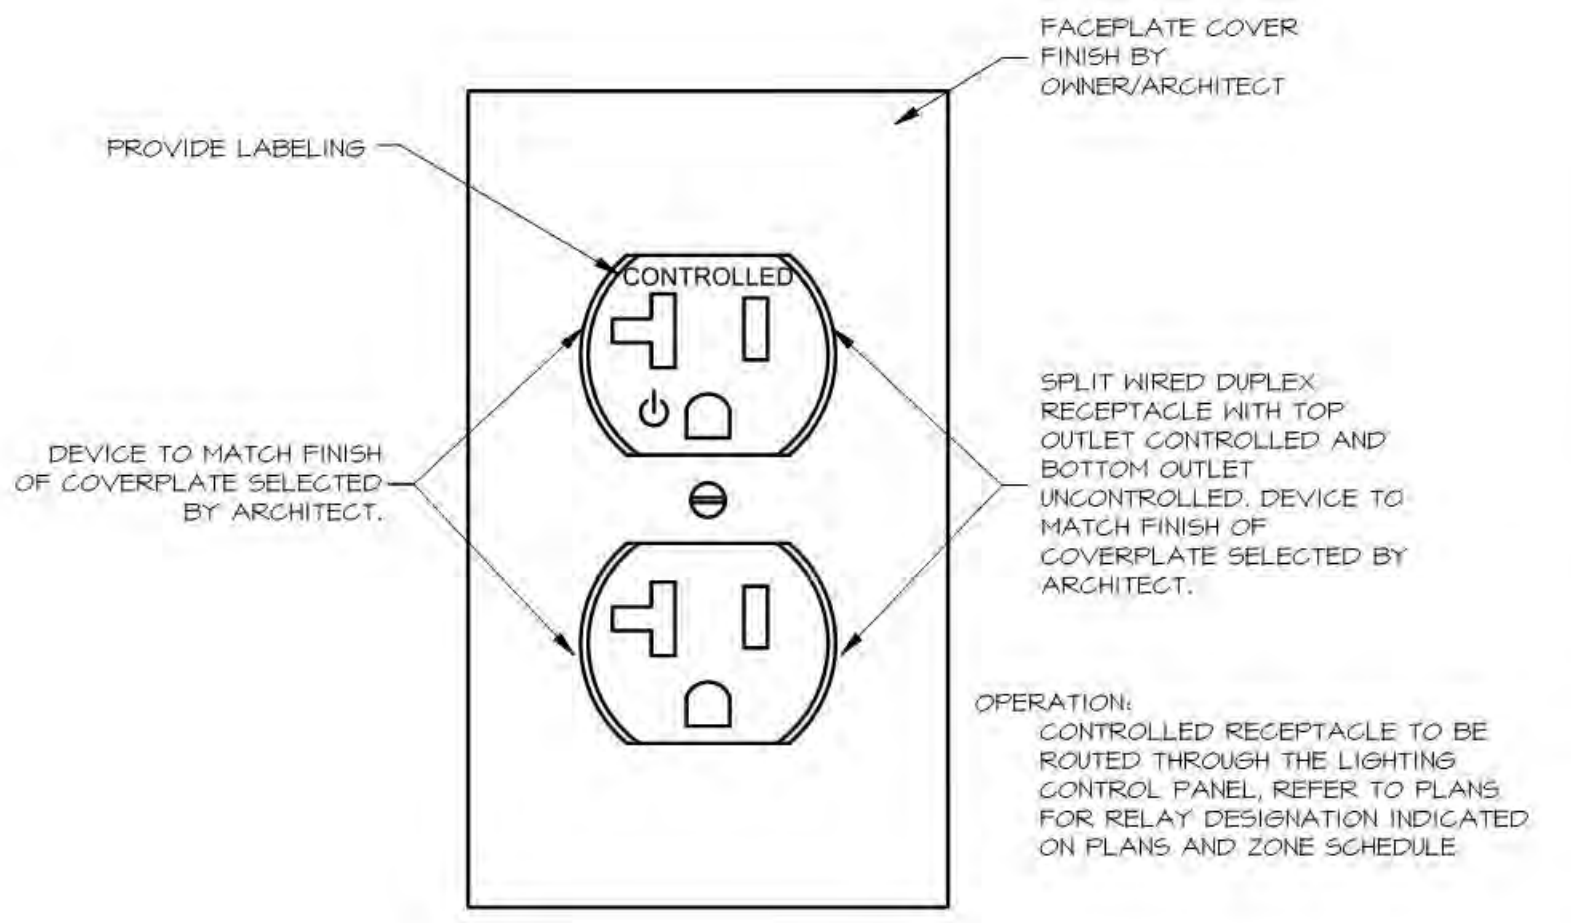 FACEPLATE COVER
FINISH BY
OWNER/ARCHITECT
PROVIDE LABELING
CONTROLLED
DEVICE TO MATCH FINISH
OF COVERPLATE SELECTED
BY ARCHITECT.
SPLIT WIRED DUPLEX
RECEPTACLE WITH TOP
OUTLET CONTROLLED AND
BOTTOM OUTLET
UNCONTROLLED. DEVICE TO
MATCH FINISH OF
COVERPLATE SELECTED BY
ARCHITECT.
OPERATION:
CONTROLLED RECEPTACLE TO BE
ROUTED THROUGH THE LIGHTING
CONTROL PANEL, REFER TO PLANS
FOR RELAY DESIGNATION INDICATED
ON PLANS AND ZONE SCHEDULE